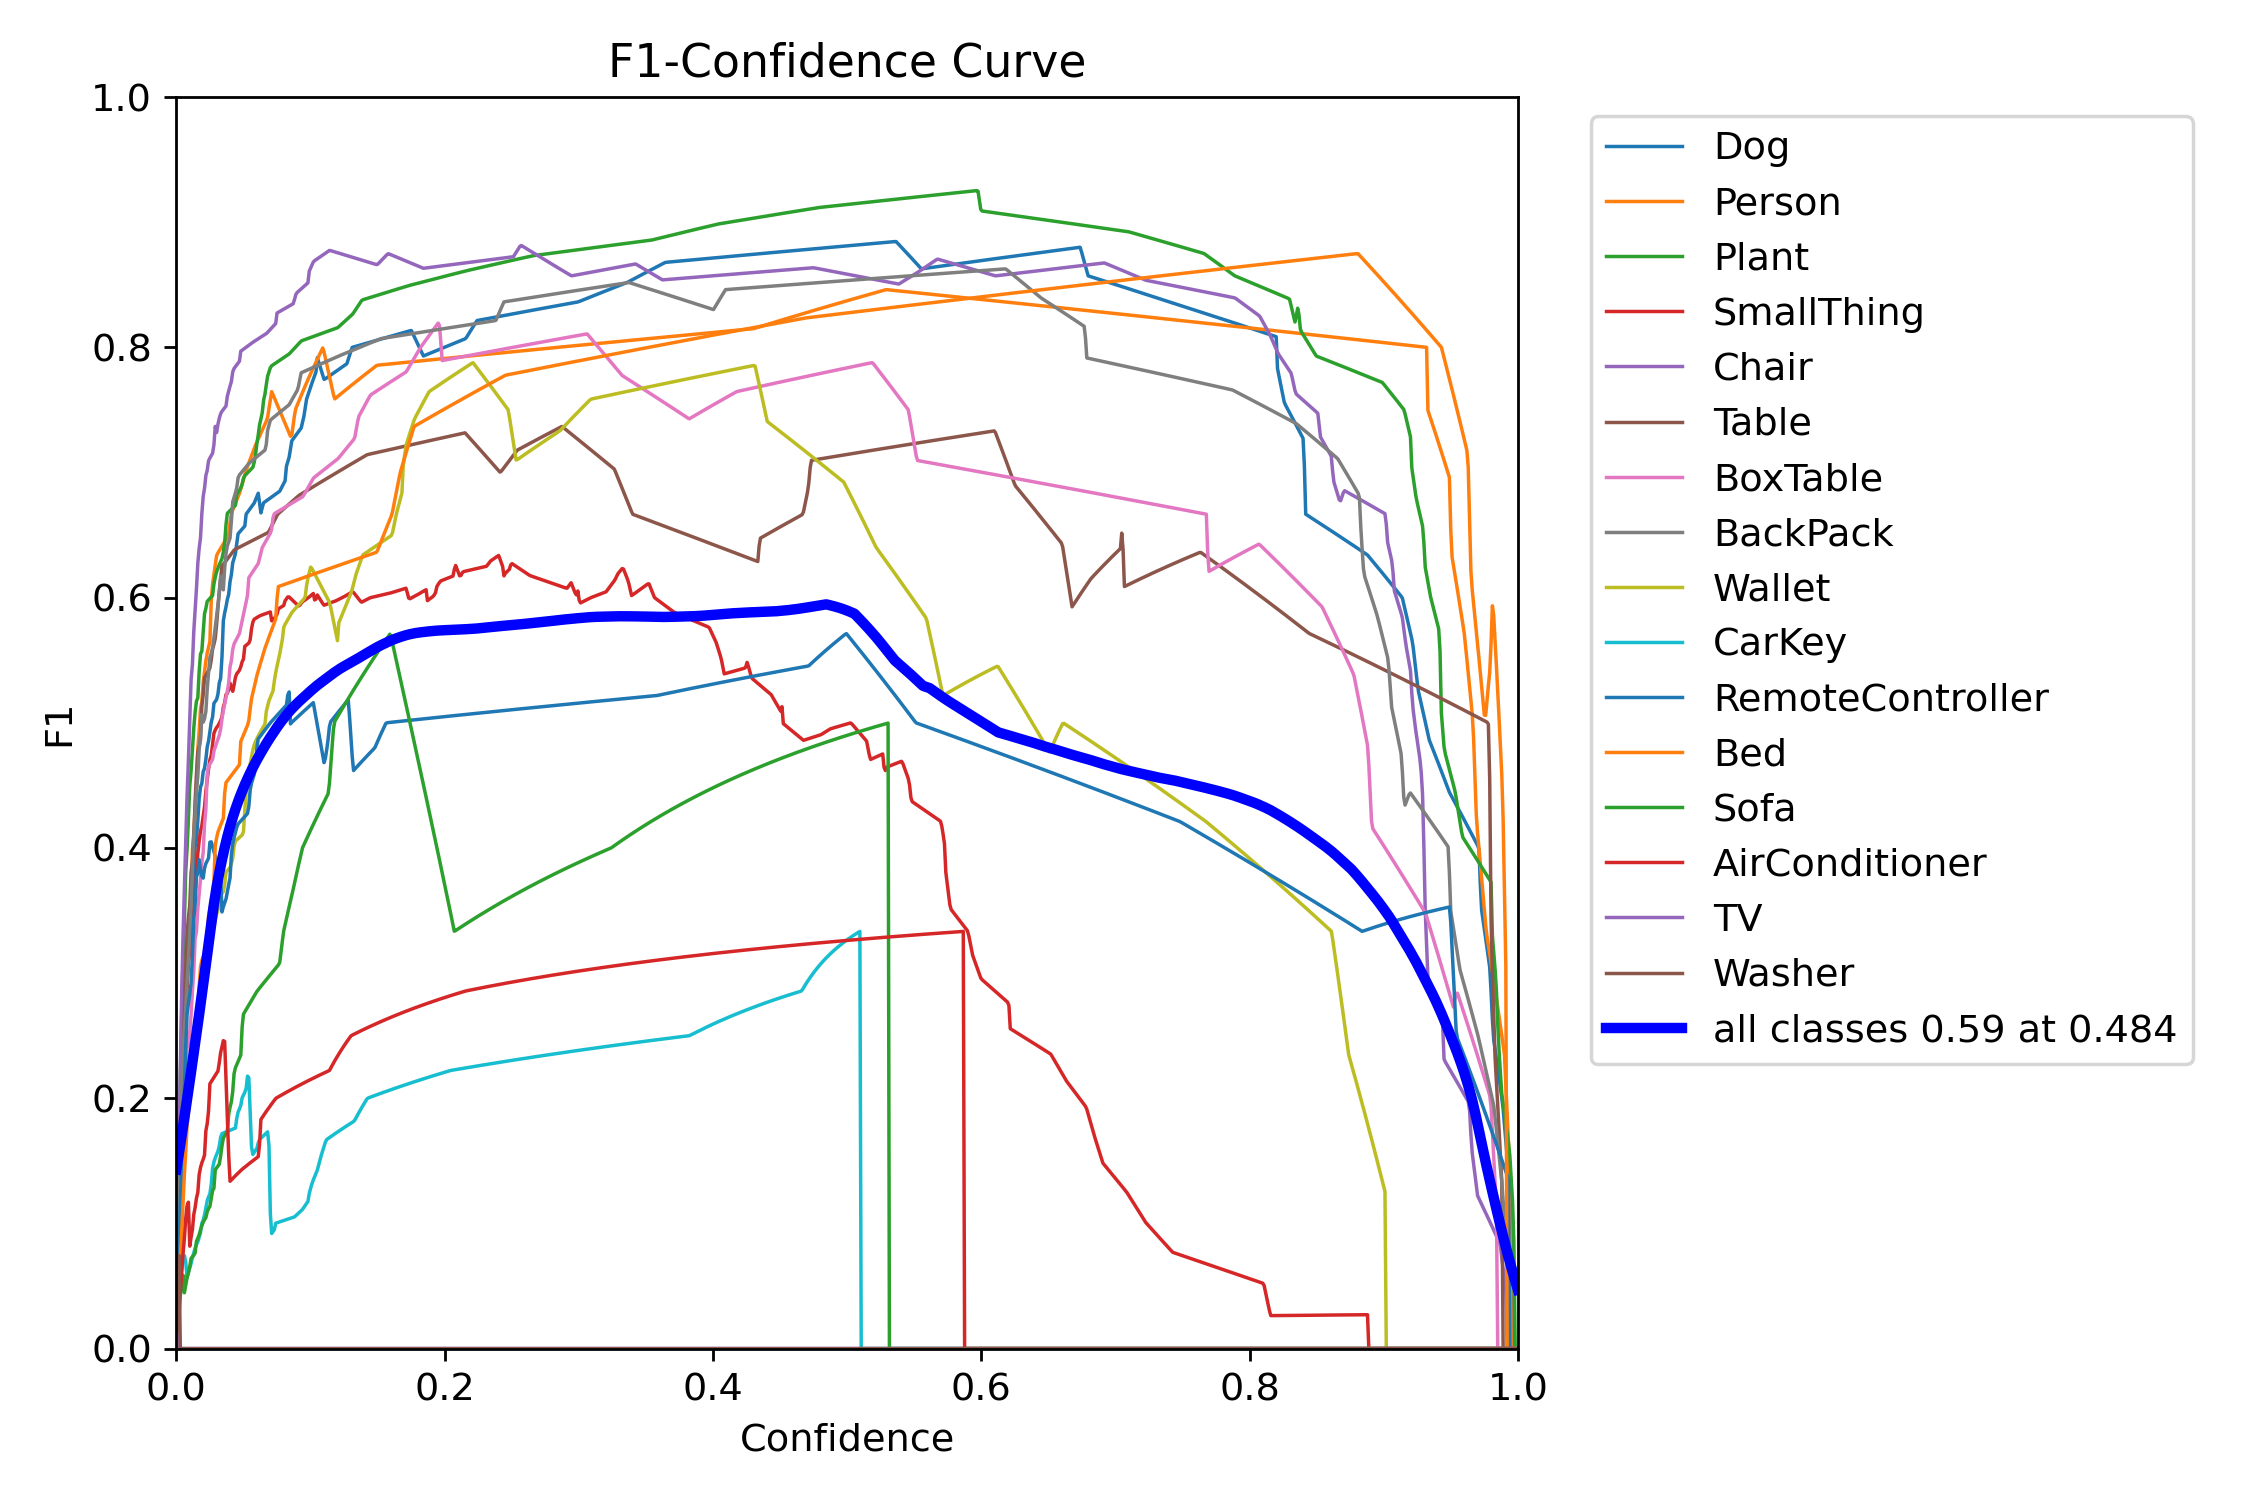 F1-Confidence Curve
1.0
0.8
0.6
0.4
0.2
0.0
F1
0.0 0.2 0.4 0.6 0.8 1.0
Confidence
Dog
Person
Plant
SmallThing
Chair
Table
BoxTable
BackPack
Wallet
CarKey
RemoteController
Bed
Sofa
AirConditioner
TV
Washer
all classes 0.59 at 0.484